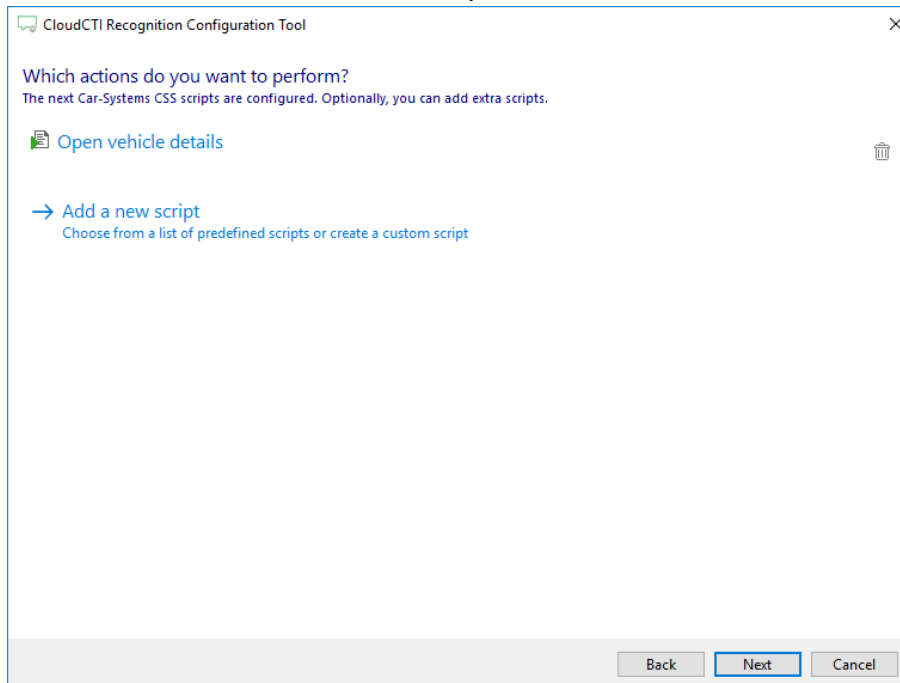 CloudCTI Recognition Configuration Tool
Which actions do you want to perform?
The next Car-Systems CSS scripts are configured. Optionally, you can add extra scripts.
Open vehicle details
Add a new script
Choose from a list of predefined scripts or create a custom script
Back Next Cancel